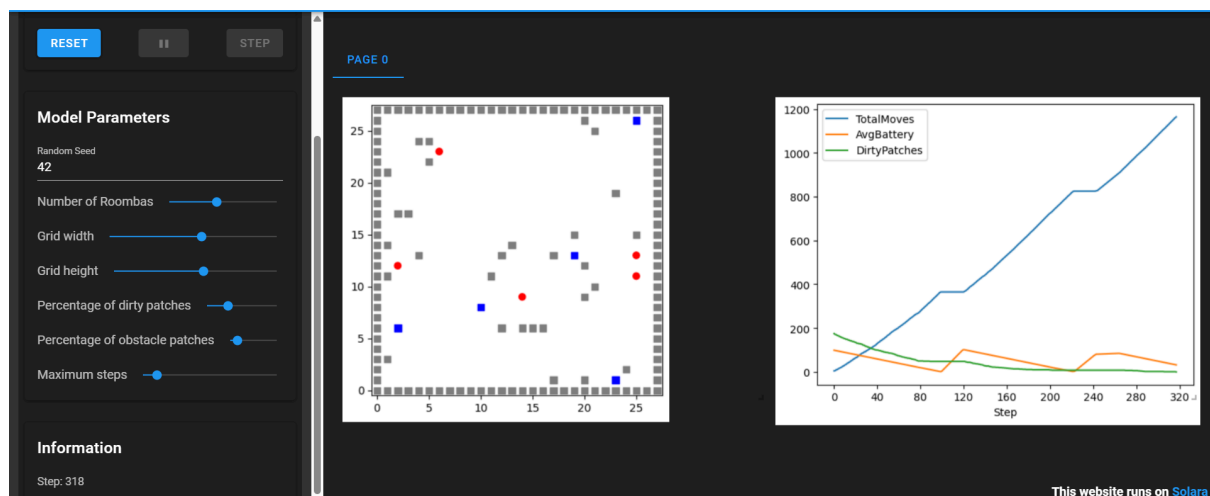 RESET
STEP
Model Parameters
Random Seed
42
Number of Roombas
Grid width
Grid height
Percentage of dirty patches
Percentage of obstacle patches
Maximum steps
Information
Step: 318
PAGE 0
25
20
15
10
5
0
0 5 10 15 20 25
1200
1000
800
600
400
200
0
TotalMoves
AvgBattery
DirtyPatches
0 40 80 120 160 200 240 280 320
Step
This website runs on Solara